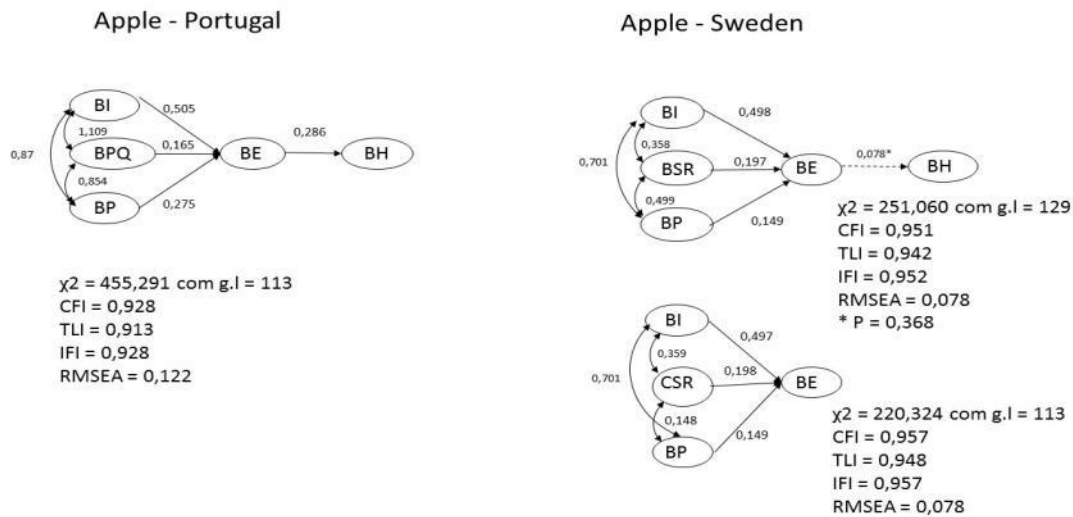 Apple - Portugal
BI
0,505
1,109
0,87
BPQ
0,165
BE
0,286
BH
0,854
BP
0,275
χ2 = 455,291 com g.l = 113
CFI = 0,928
TLI = 0,913
IFI = 0,928
RMSEA = 0,122
Apple - Sweden
BI
0,498
0,358
0,701
BSR
0,197
BE
0,078*
BH
0,499
BP
0,149
χ2 = 251,060 com g.l = 129
CFI = 0,951
TLI = 0,942
IFI = 0,952
RMSEA = 0,078
* P = 0,368
BI
0,497
0,359
0,701
CSR
0,198
BE
0,148
BP
0,149
χ2 = 220,324 com g.l = 113
CFI = 0,957
TLI = 0,948
IFI = 0,957
RMSEA = 0,078